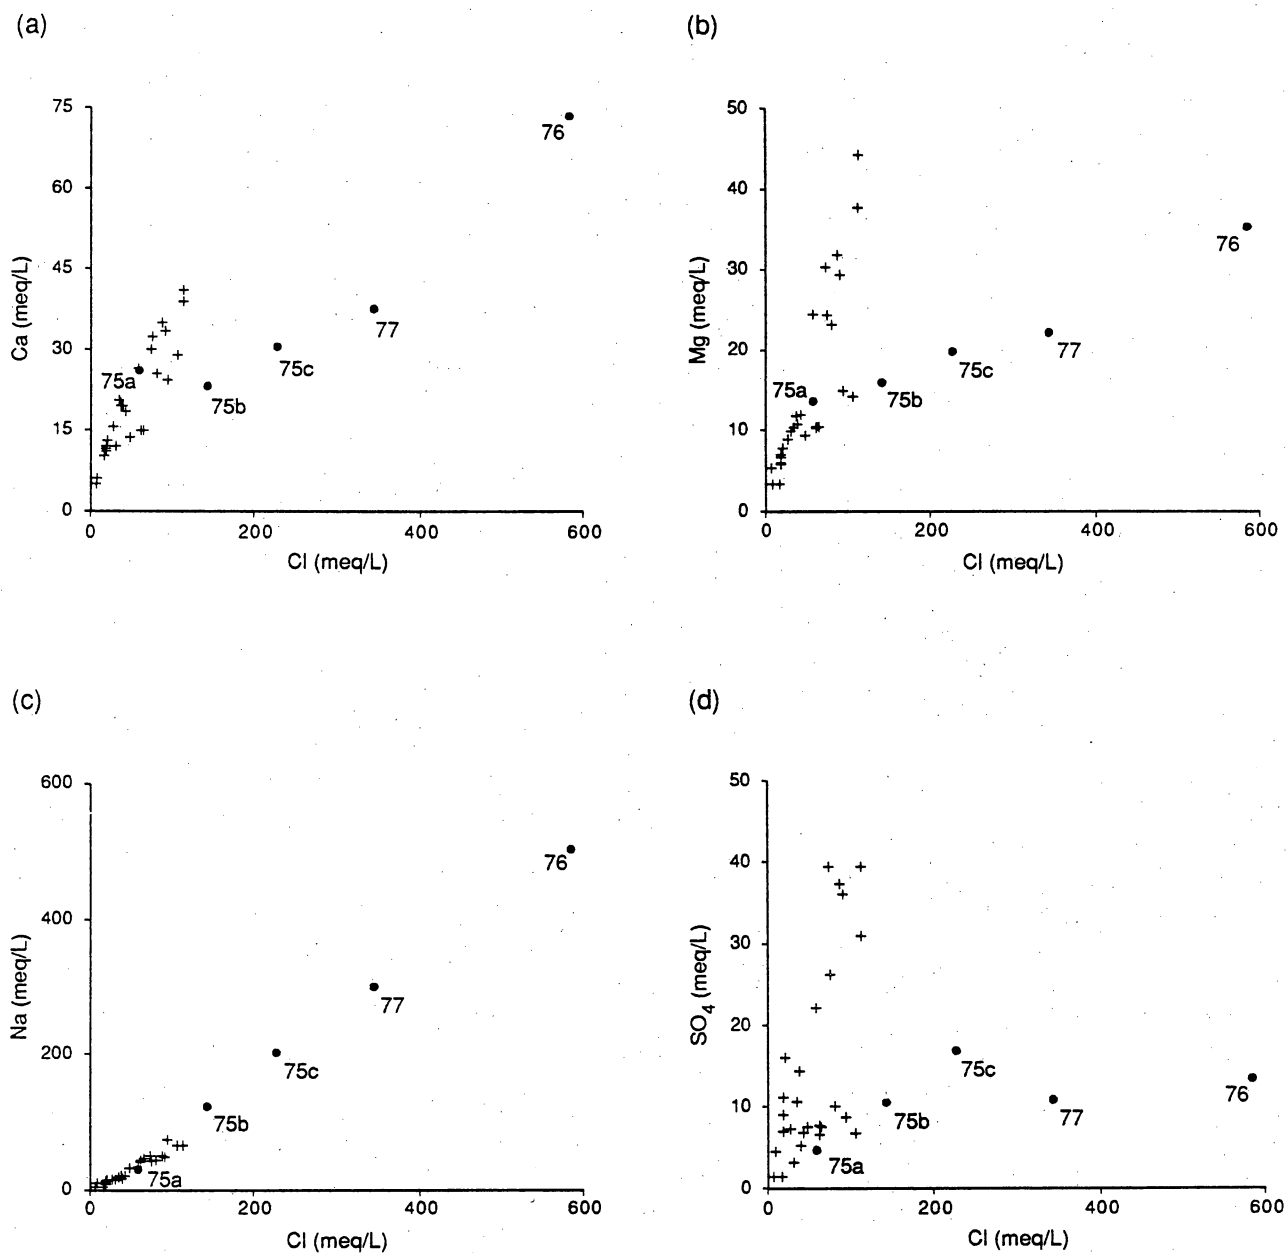 (a)
75
60
45
30
15
0
Ca (meq/L)
0 200 400 600
Cl (meq/L)
75a
75b
75c
77
76
(b)
50
40
30
20
10
0
Mg (meq/L)
0 200 400 600
Cl (meq/L)
75a
75b
75c
77
76
(c)
600
400
200
0
Na (meq/L)
0 200 400 600
Cl (meq/L)
75a
75b
75c
77
76
(d)
50
40
30
20
10
0
SO4 (meq/L)
0 200 400 600
Cl (meq/L)
75a
75b
75c
77
76